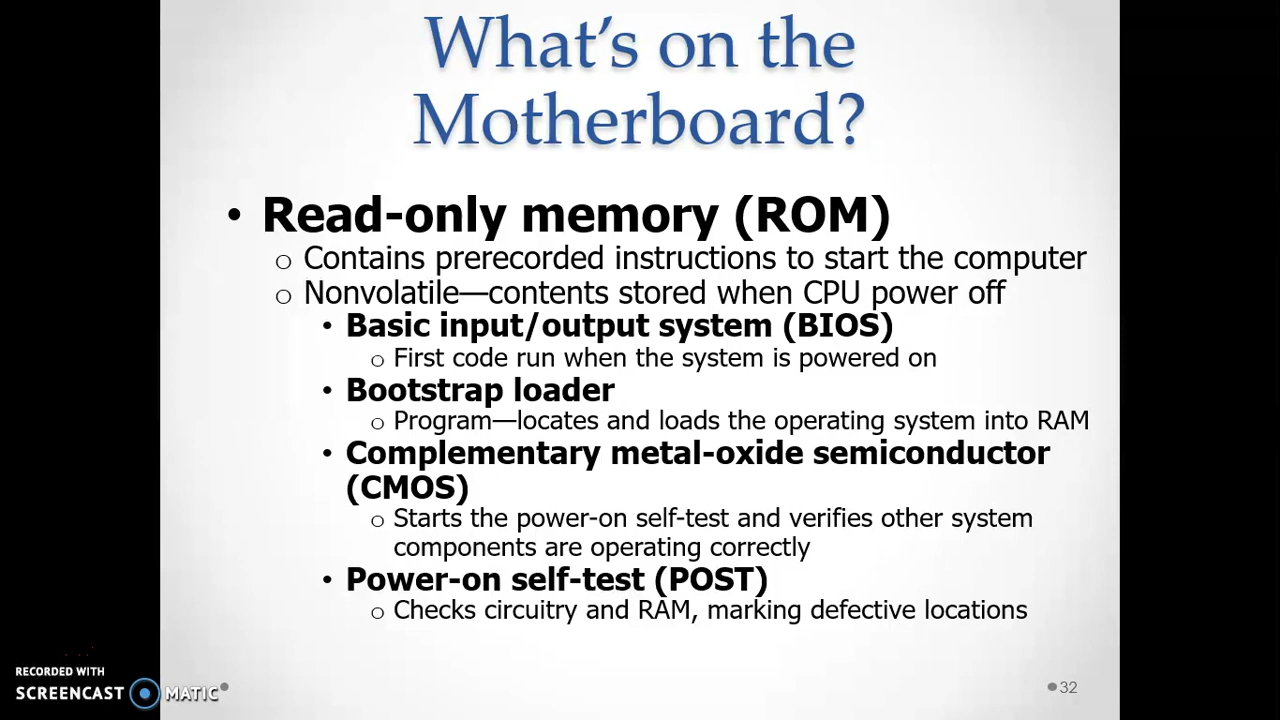 What's on the
Motherboard?
• Read-only memory (ROM)
o Contains prerecorded instructions to start the computer
o Nonvolatile—contents stored when CPU power off
• Basic input/output system (BIOS)
o First code run when the system is powered on
• Bootstrap loader
o Program—locates and loads the operating system into RAM
• Complementary metal-oxide semiconductor
(CMOS)
o Starts the power-on self-test and verifies other system
components are operating correctly
• Power-on self-test (POST)
o Checks circuitry and RAM, marking defective locations
RECORDED WITH
SCREENCAST MATIC
32